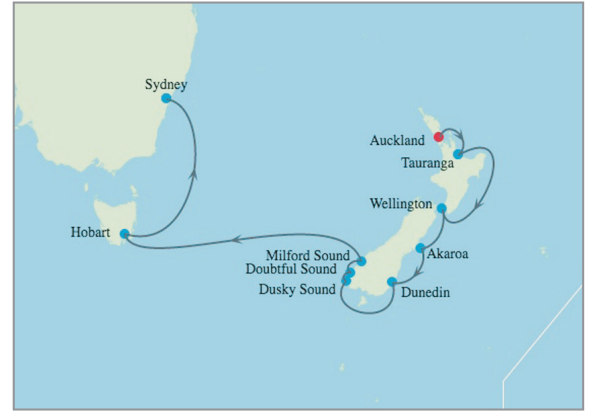 Sydney
Auckland
Tauranga
Wellington
Hobart
Akaroa
Milford Sound
Doubtful Sound
Dusky Sound
Dunedin